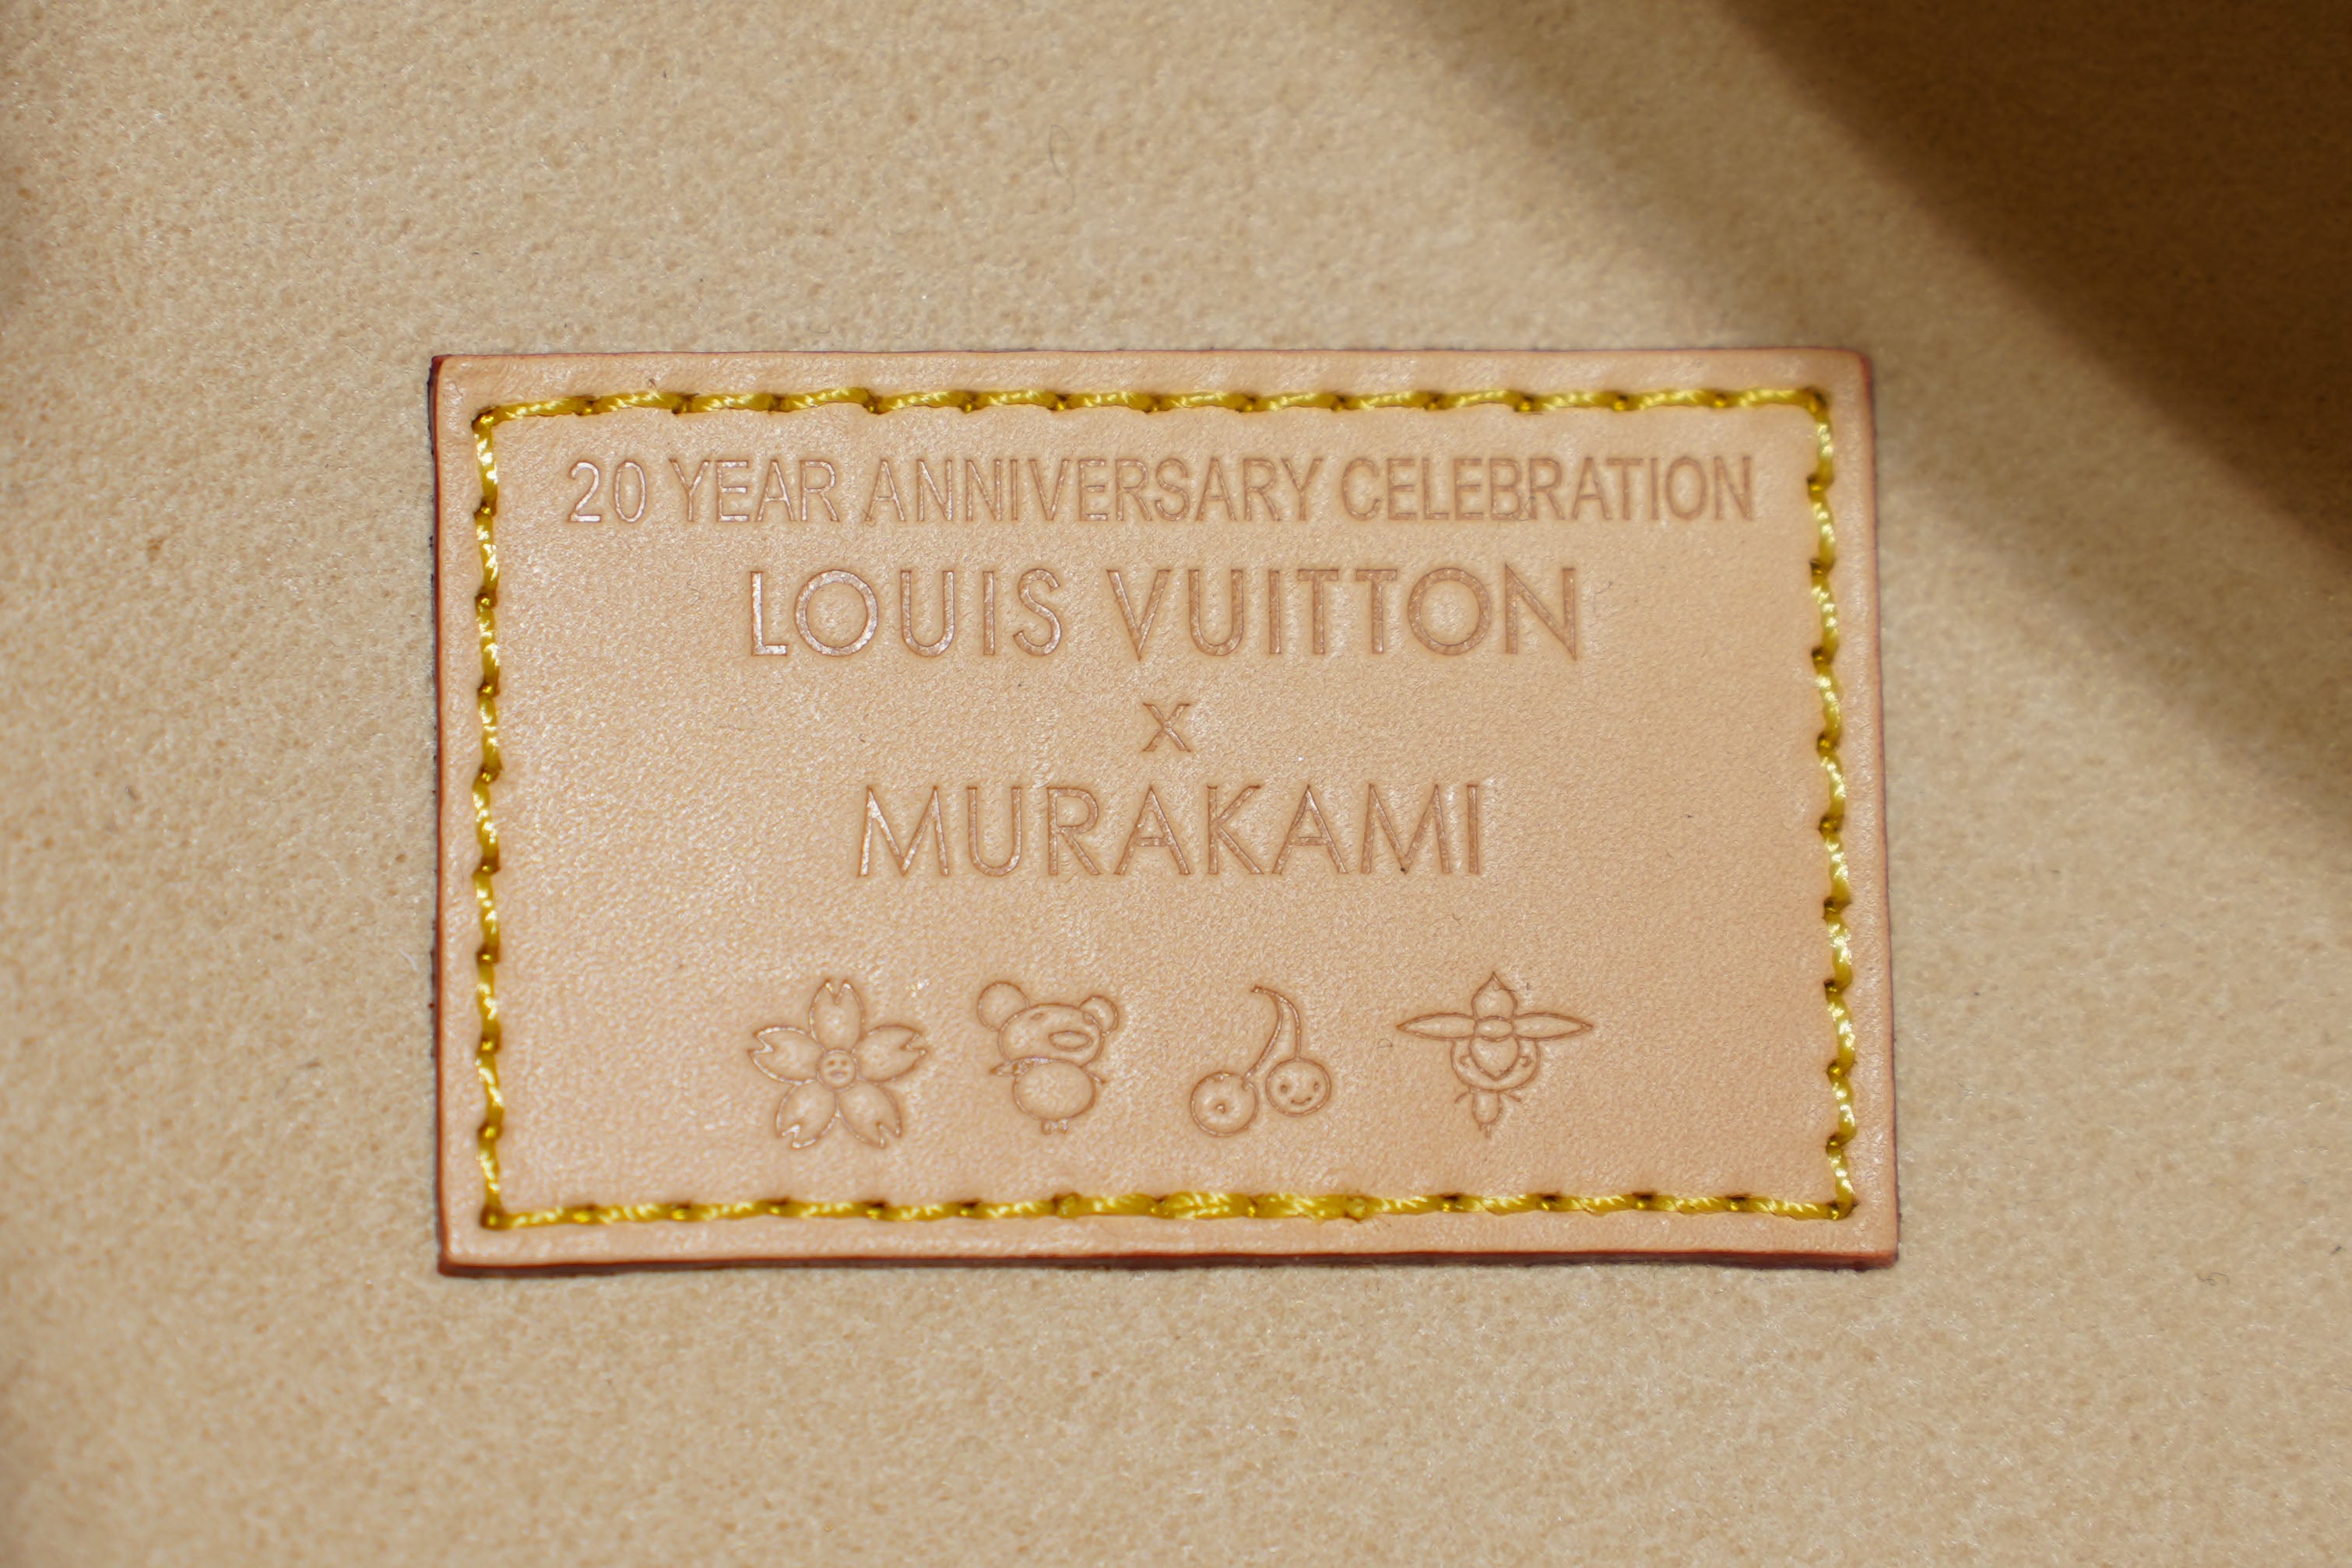 20 YEAR ANNIVERSARY CELEBRATION
LOUIS VUITTON
x
MURAKAMI